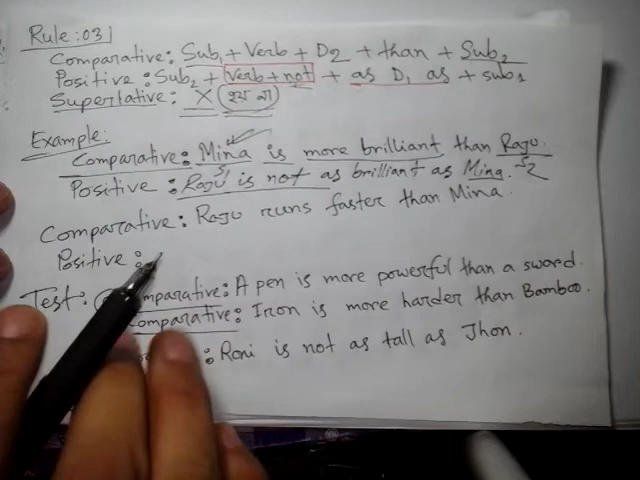 Rule: 03
Comparative: Sub1 + Verb + D2 + than + Sub2
Positive : Sub2 + verb + not + as D1 as + sub1
Superlative: X (হয় না)
Example:
Comparative: Mina is more brilliant than Raju.
S1 S2
Positive : Raju is not as brilliant as Mina.
Comparative: Raju runs faster than Mina.
Positive :
Test: Comparative: A pen is more powerful than a sword.
Comparative: Iron is more harder than Bamboo.
: Roni is not as tall as Jhon.